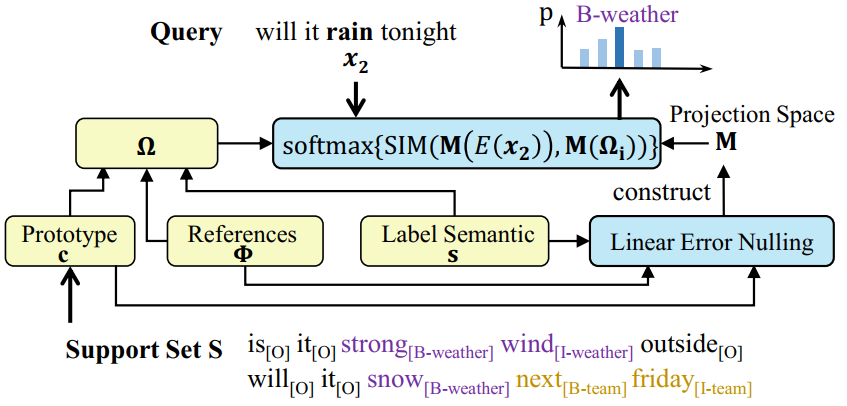 p B-weather
Query will it rain tonight
x₂
Projection Space
Ω softmax{SIM(M(E(x₂)), M(Ωᵢ))} M
construct
Prototype References Label Semantic Linear Error Nulling
c Φ s
Support Set S is[O] it[O] strong[B-weather] wind[I-weather] outside[O]
will[O] it[O] snow[B-weather] next[B-team] friday[I-team]